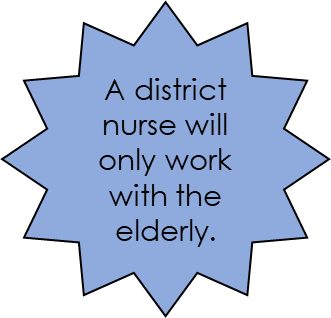 A district
nurse will
only work
with the
elderly.